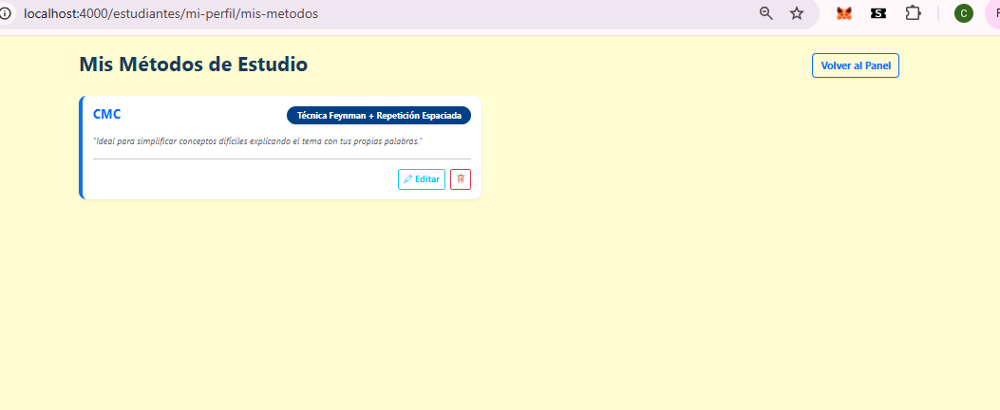 localhost:4000/estudiantes/mi-perfil/mis-metodos
C
Mis Métodos de Estudio
Volver al Panel
CMC
Técnica Feynman + Repetición Espaciada
"Ideal para simplificar conceptos difíciles explicando el tema con tus propias palabras."
Editar